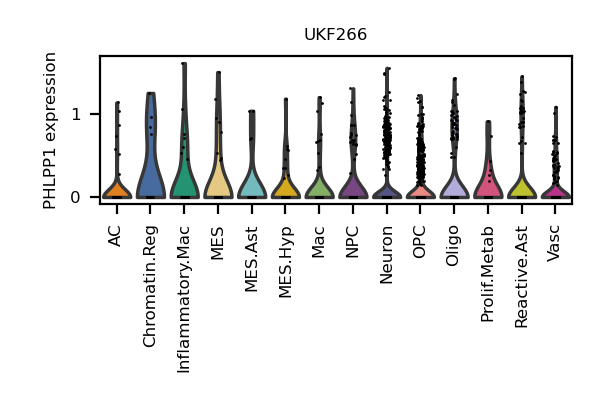 UKF266
PHLPP1 expression
1
0
AC
Chromatin.Reg
Inflammatory.Mac
MES
MES.Ast
MES.Hyp
Mac
NPC
Neuron
OPC
Oligo
Prolif.Metab
Reactive.Ast
Vasc